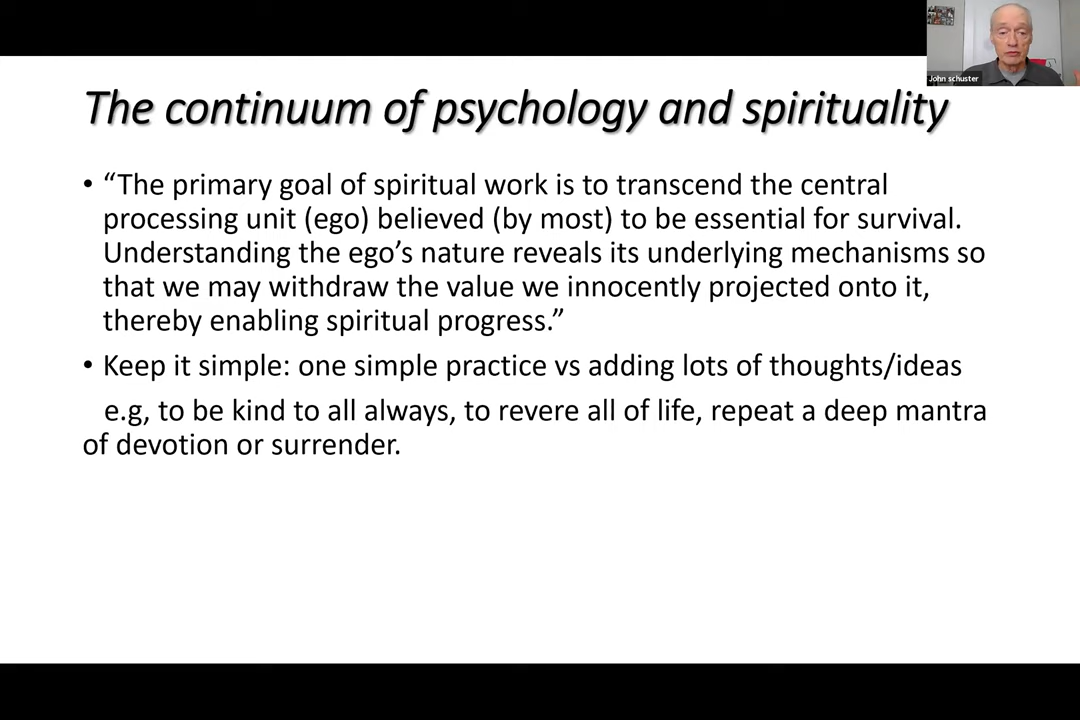 John schuster
The continuum of psychology and spirituality
• “The primary goal of spiritual work is to transcend the central
processing unit (ego) believed (by most) to be essential for survival.
Understanding the ego’s nature reveals its underlying mechanisms so
that we may withdraw the value we innocently projected onto it,
thereby enabling spiritual progress.”
• Keep it simple: one simple practice vs adding lots of thoughts/ideas
e.g, to be kind to all always, to revere all of life, repeat a deep mantra
of devotion or surrender.